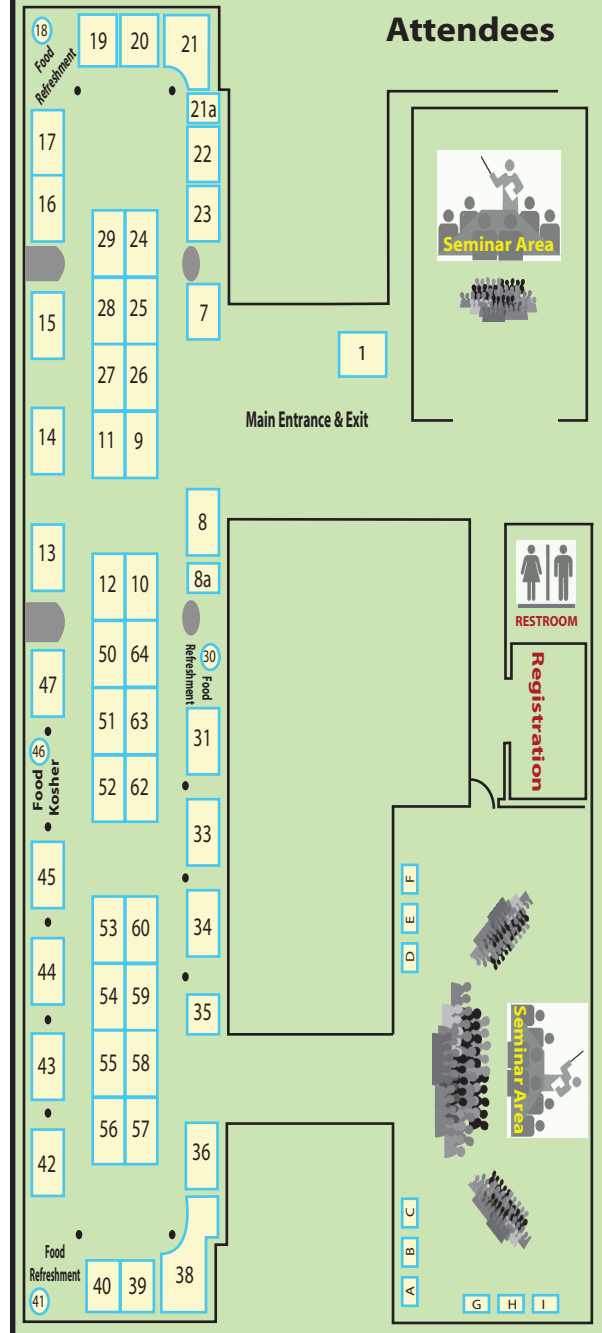 Attendees
18
Food
Refreshment
19
20
21
21a
17
22
16
23
29
24
Seminar Area
28
25
15
7
1
27
26
Main Entrance & Exit
14
11
9
8
13
8a
12
10
RESTROOM
50
64
30
Food
Refreshment
47
Registration
51
63
31
46
Food
Kosher
52
62
33
45
F
E
D
53
60
34
44
54
59
35
Seminar Area
43
55
58
56
57
36
42
C
B
A
Food
Refreshment
41
40
39
38
G
H
I